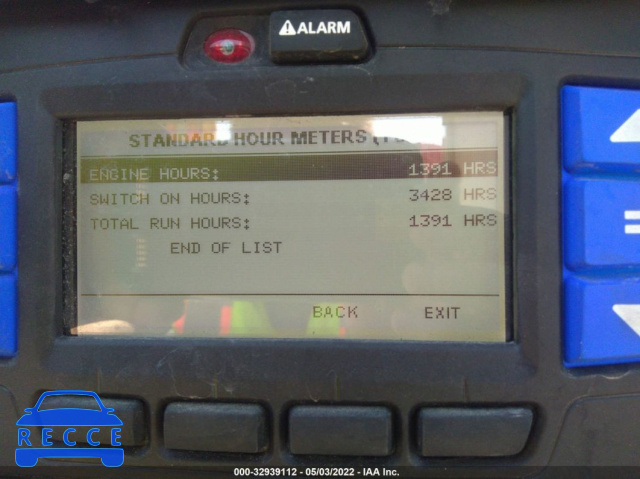 ALARM
STANDARD HOUR METERS
ENGINE HOURS: 1391 HRS
SWITCH ON HOURS: 3428 HRS
TOTAL RUN HOURS: 1391 HRS
END OF LIST
BACK EXIT
RECCE
000-32939112 - 05/03/2022 - IAA Inc.